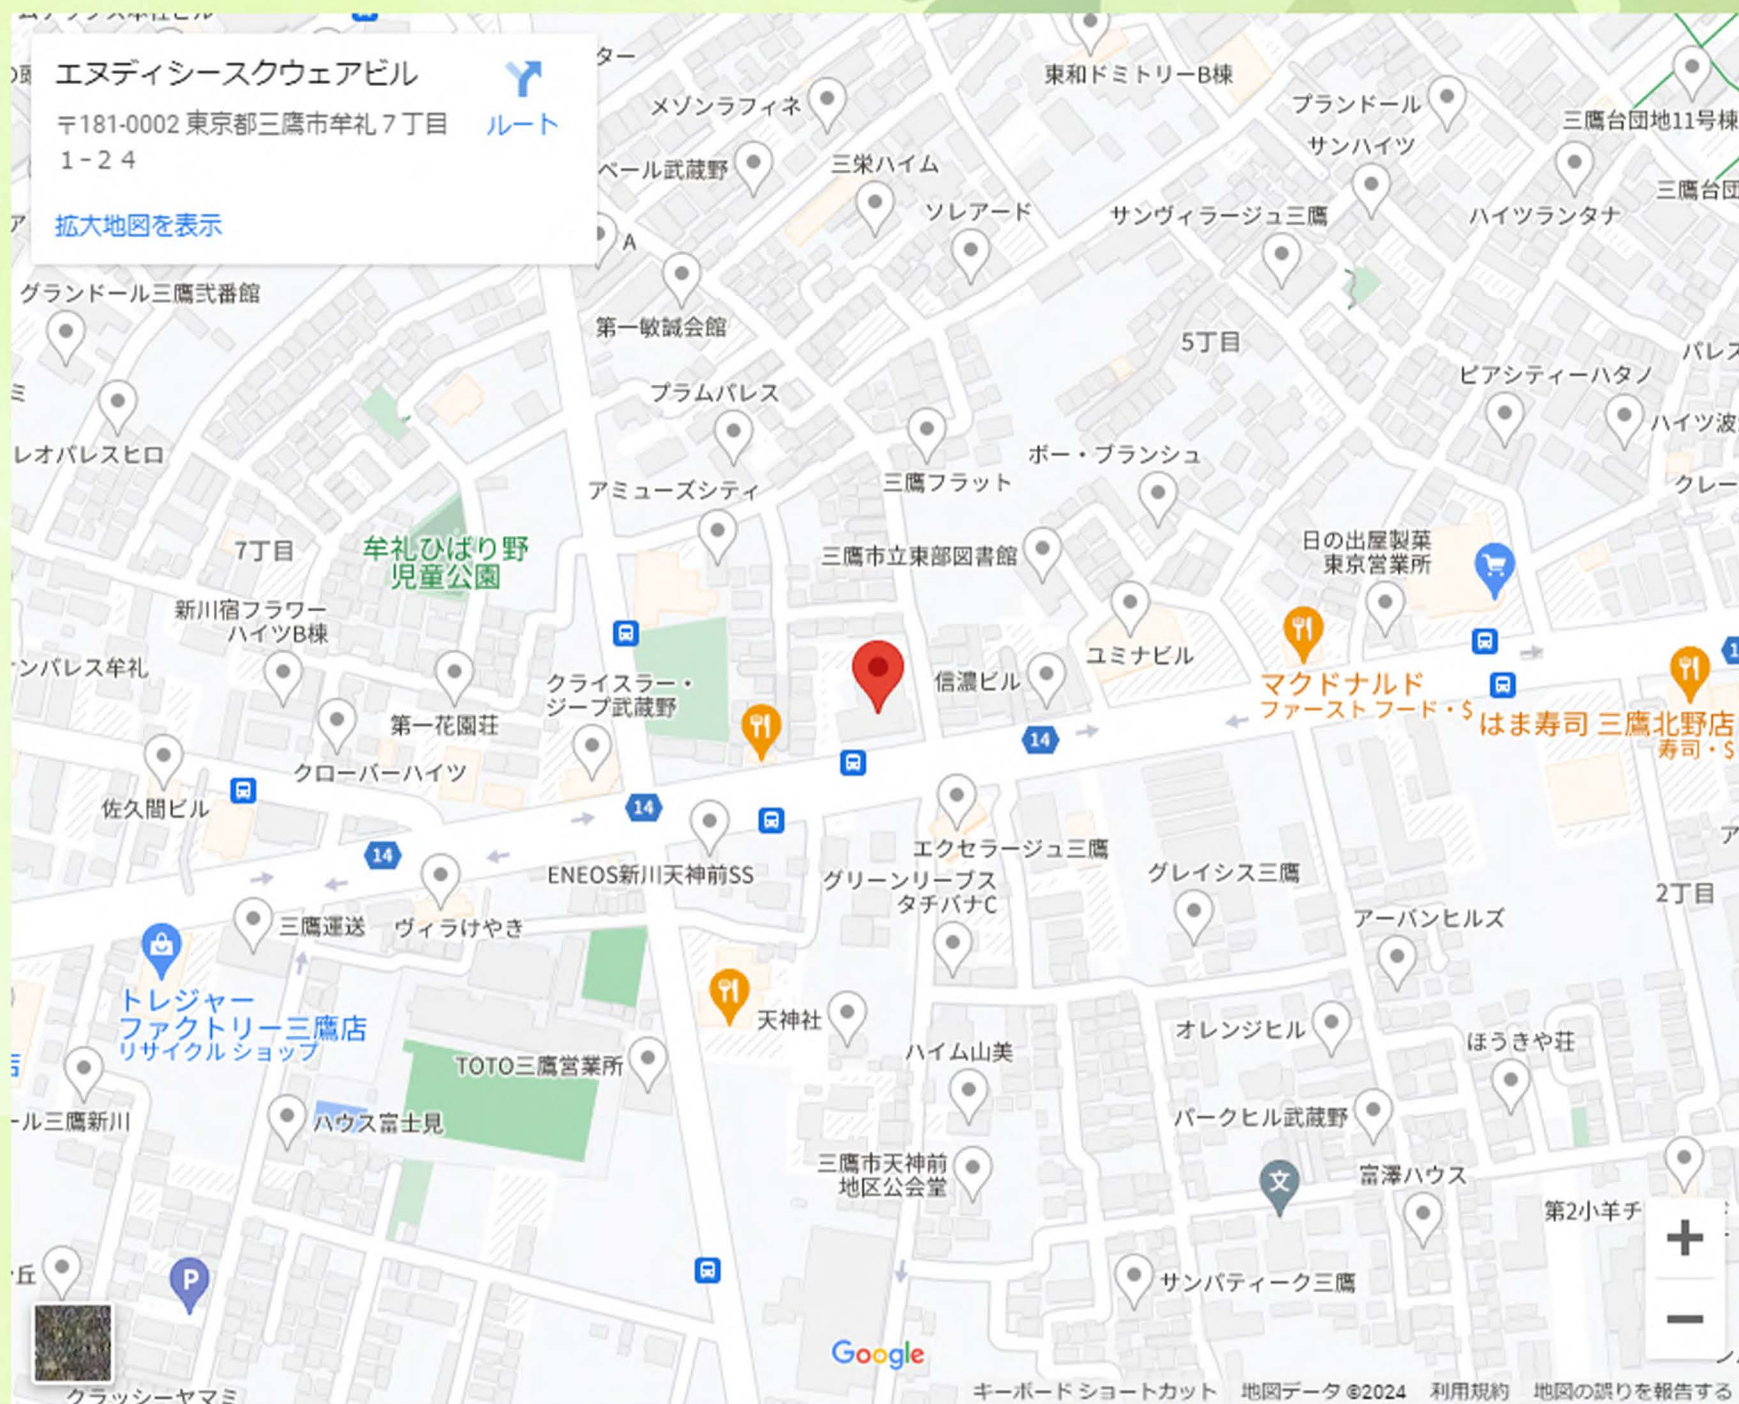 エヌディシースクウェアビル
〒181-0002 東京都三鷹市牟礼7丁目
1−24
ルート
拡大地図を表示
ター
東和ドミトリーB棟
メゾンラフィネ
ブランドール
三鷹台団地11号棟
サンハイツ
ベール武蔵野
三栄ハイム
三鷹台団
ソレアード
サンヴィラージュ三鷹
ハイツランタナ
A
グランドール三鷹弐番館
第一敏誠会館
5丁目
パレス
ミ
プラムパレス
ピアシティーハタノ
ハイツ波
レオパレスヒロ
ボー・ブランシュ
三鷹フラット
アミューズシティ
クレー
7丁目
牟礼ひばり野
児童公園
三鷹市立東部図書館
日の出屋製菓
東京営業所
新川宿フラワー
ハイツB棟
ンパレス牟礼
クライスラー・
ジープ武蔵野
信濃ビル
ユミナビル
マクドナルド
ファースト フード・$
はま寿司 三鷹北野店
寿司・$
第一花園荘
14
クローバーハイツ
佐久間ビル
14
14
エクセラージュ三鷹
ENEOS新川天神前SS
グリーンリーブス
タチバナC
グレイシス三鷹
2丁目
アーバンヒルズ
三鷹運送
ヴィラけやき
トレジャー
ファクトリー三鷹店
リサイクル ショップ
天神社
オレンジヒル
ほうきや荘
TOTO三鷹営業所
ハイム山美
ール三鷹新川
ハウス富士見
パークヒル武蔵野
三鷹市天神前
地区公会堂
文
富澤ハウス
第2小羊チ
丘
P
サンパティーク三鷹
+
−
Google
クラッシーヤマミ
キーボード ショートカット
地図データ ©2024
利用規約
地図の誤りを報告する